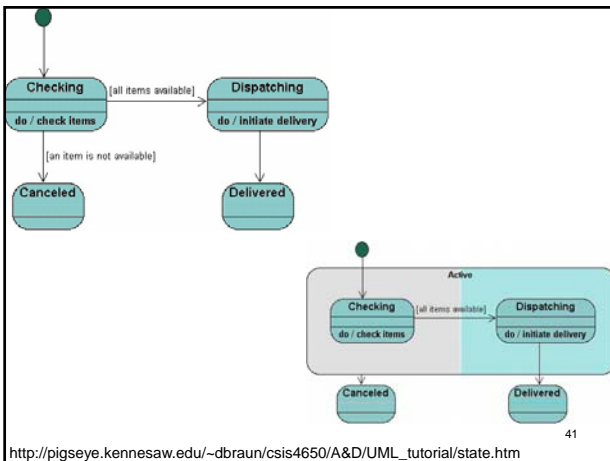 Checking
[all items available]
Dispatching
do / check items
do / initiate delivery
[an item is not available]
Canceled
Delivered
Active
Checking
[all items available]
Dispatching
do / check items
do / initiate delivery
Canceled
Delivered
41
http://pigseye.kennesaw.edu/~dbraun/csis4650/A&D/UML_tutorial/state.htm